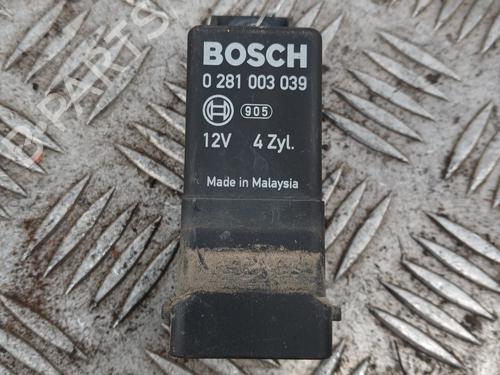 BOSCH
0 281 003 039
905
12V 4 Zyl.
Made in Malaysia